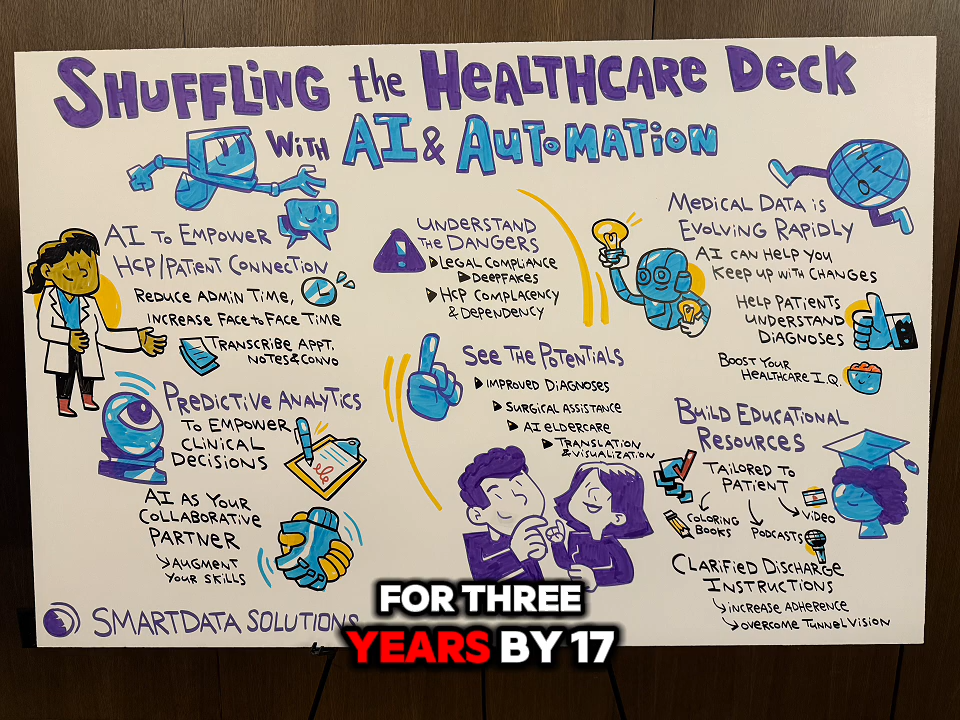 SHUFFLING the HEALTHCARE DECK
WITH AI & AUTOMATION
AI TO EMPOWER
HCP/PATIENT CONNECTION
REDUCE ADMIN TIME,
INCREASE FACE TO FACE TIME
TRANSCRIBE APPT.
NOTES & CONVO
PREDICTIVE ANALYTICS
TO EMPOWER
CLINICAL
DECISIONS
AI AS YOUR
COLLABORATIVE
PARTNER
AUGMENT
YOUR SKILLS
SMARTDATA SOLUTIONS
UNDERSTAND
THE DANGERS
LEGAL COMPLIANCE
DEEPFAKES
HCP COMPLACENCY
& DEPENDENCY
SEE THE POTENTIALS
IMPROVED DIAGNOSES
SURGICAL ASSISTANCE
AI ELDERCARE
TRANSLATION
& VISUALIZATION
MEDICAL DATA IS
EVOLVING RAPIDLY
AI CAN HELP YOU
KEEP UP WITH CHANGES
HELP PATIENTS
UNDERSTAND
DIAGNOSES
BOOST YOUR
HEALTHCARE I.Q.
BUILD EDUCATIONAL
RESOURCES
TAILORED TO
PATIENT
COLORING
BOOKS
PODCASTS
VIDEO
CLARIFIED DISCHARGE
INSTRUCTIONS
INCREASE ADHERENCE
OVERCOME TUNNEL VISION
FOR THREE
YEARS BY 17